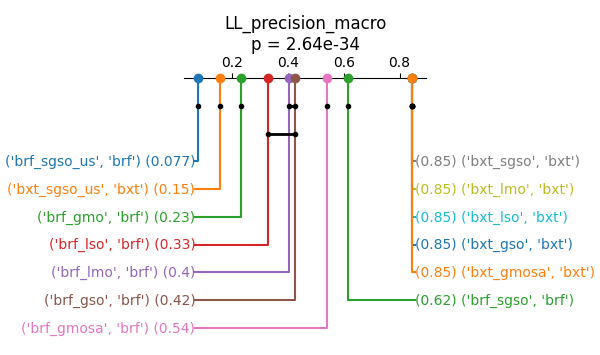 LL_precision_macro
p = 2.64e-34
0.2 0.4 0.6 0.8
('brf_sgso_us', 'brf') (0.077) (0.85) ('bxt_sgso', 'bxt')
('bxt_sgso_us', 'bxt') (0.15) (0.85) ('bxt_lmo', 'bxt')
('brf_gmo', 'brf') (0.23) (0.85) ('bxt_lso', 'bxt')
('brf_lso', 'brf') (0.33) (0.85) ('bxt_gso', 'bxt')
('brf_lmo', 'brf') (0.4) (0.85) ('bxt_gmosa', 'bxt')
('brf_gso', 'brf') (0.42) (0.62) ('brf_sgso', 'brf')
('brf_gmosa', 'brf') (0.54)